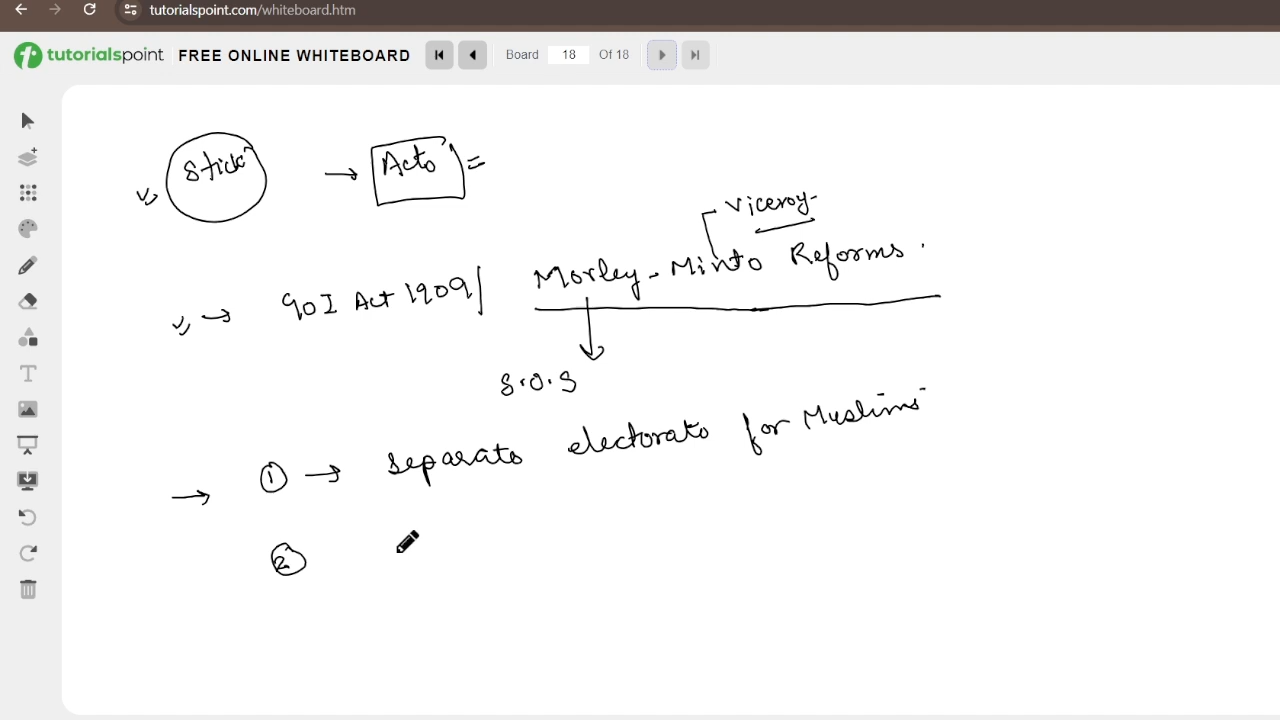 tutorialspoint.com/whiteboard.htm
tutorialspoint FREE ONLINE WHITEBOARD Board 18 Of 18
Stick → Acts =
Viceroy
→ GOI Act 1909/ Morley - Minto Reforms.
S.O.S
→ ① → separate electorate for Muslims
②